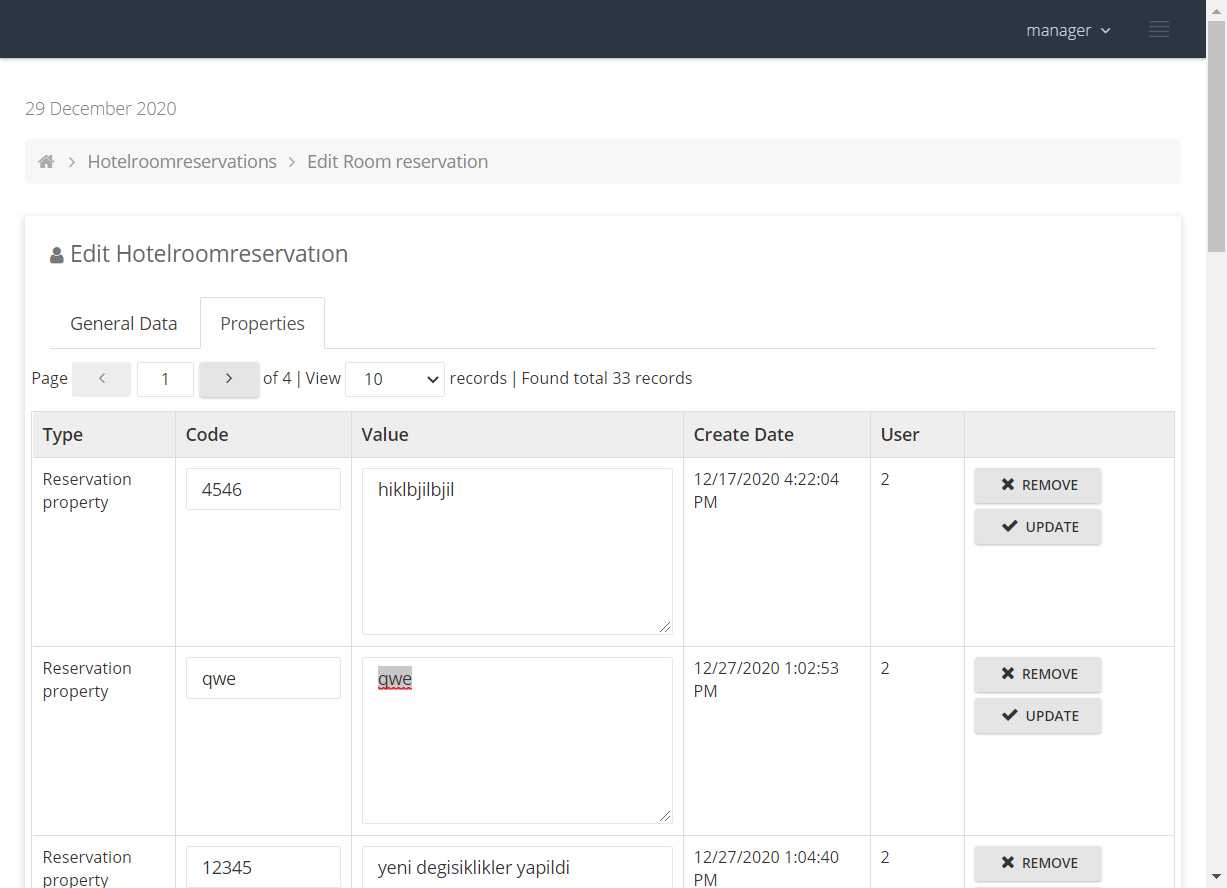 manager
29 December 2020
Hotelroomreservations Edit Room reservation
Edit Hotelroomreservatıon
General Data Properties
Page 1 of 4 | View 10 records | Found total 33 records
Type Code Value Create Date User
Reservation property 4546 hiklbjilbjil 12/17/2020 4:22:04 PM 2 REMOVE
UPDATE
Reservation property qwe qwe 12/27/2020 1:02:53 PM 2 REMOVE
UPDATE
Reservation property 12345 yeni degisiklikler yapildi 12/27/2020 1:04:40 PM 2 REMOVE